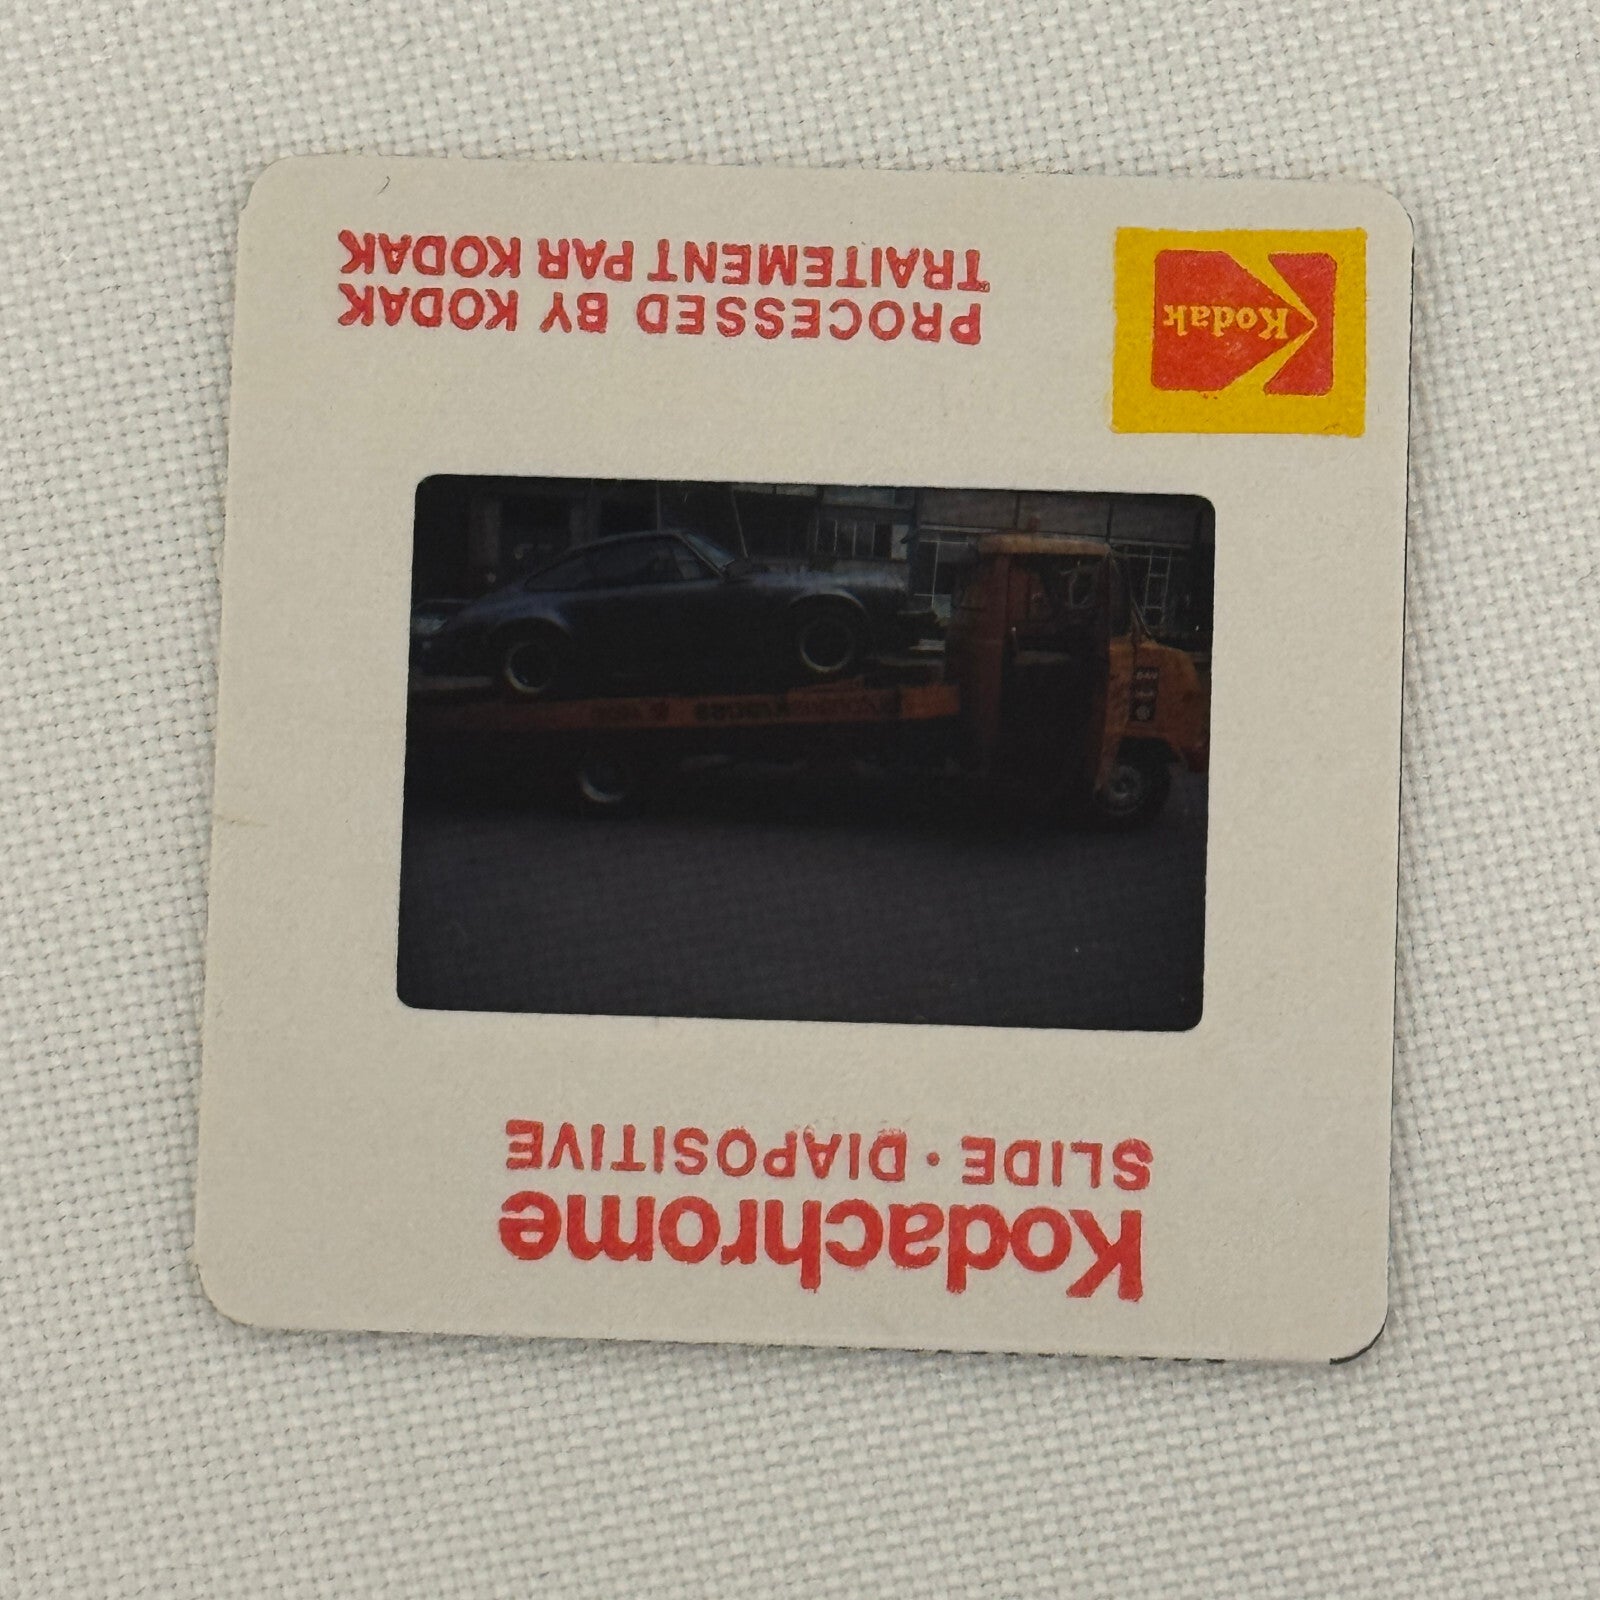 Kodachrome
SLIDE · DIAPOSITIVE
PROCESSED BY KODAK
TRAITEMENT PAR KODAK
Kodak